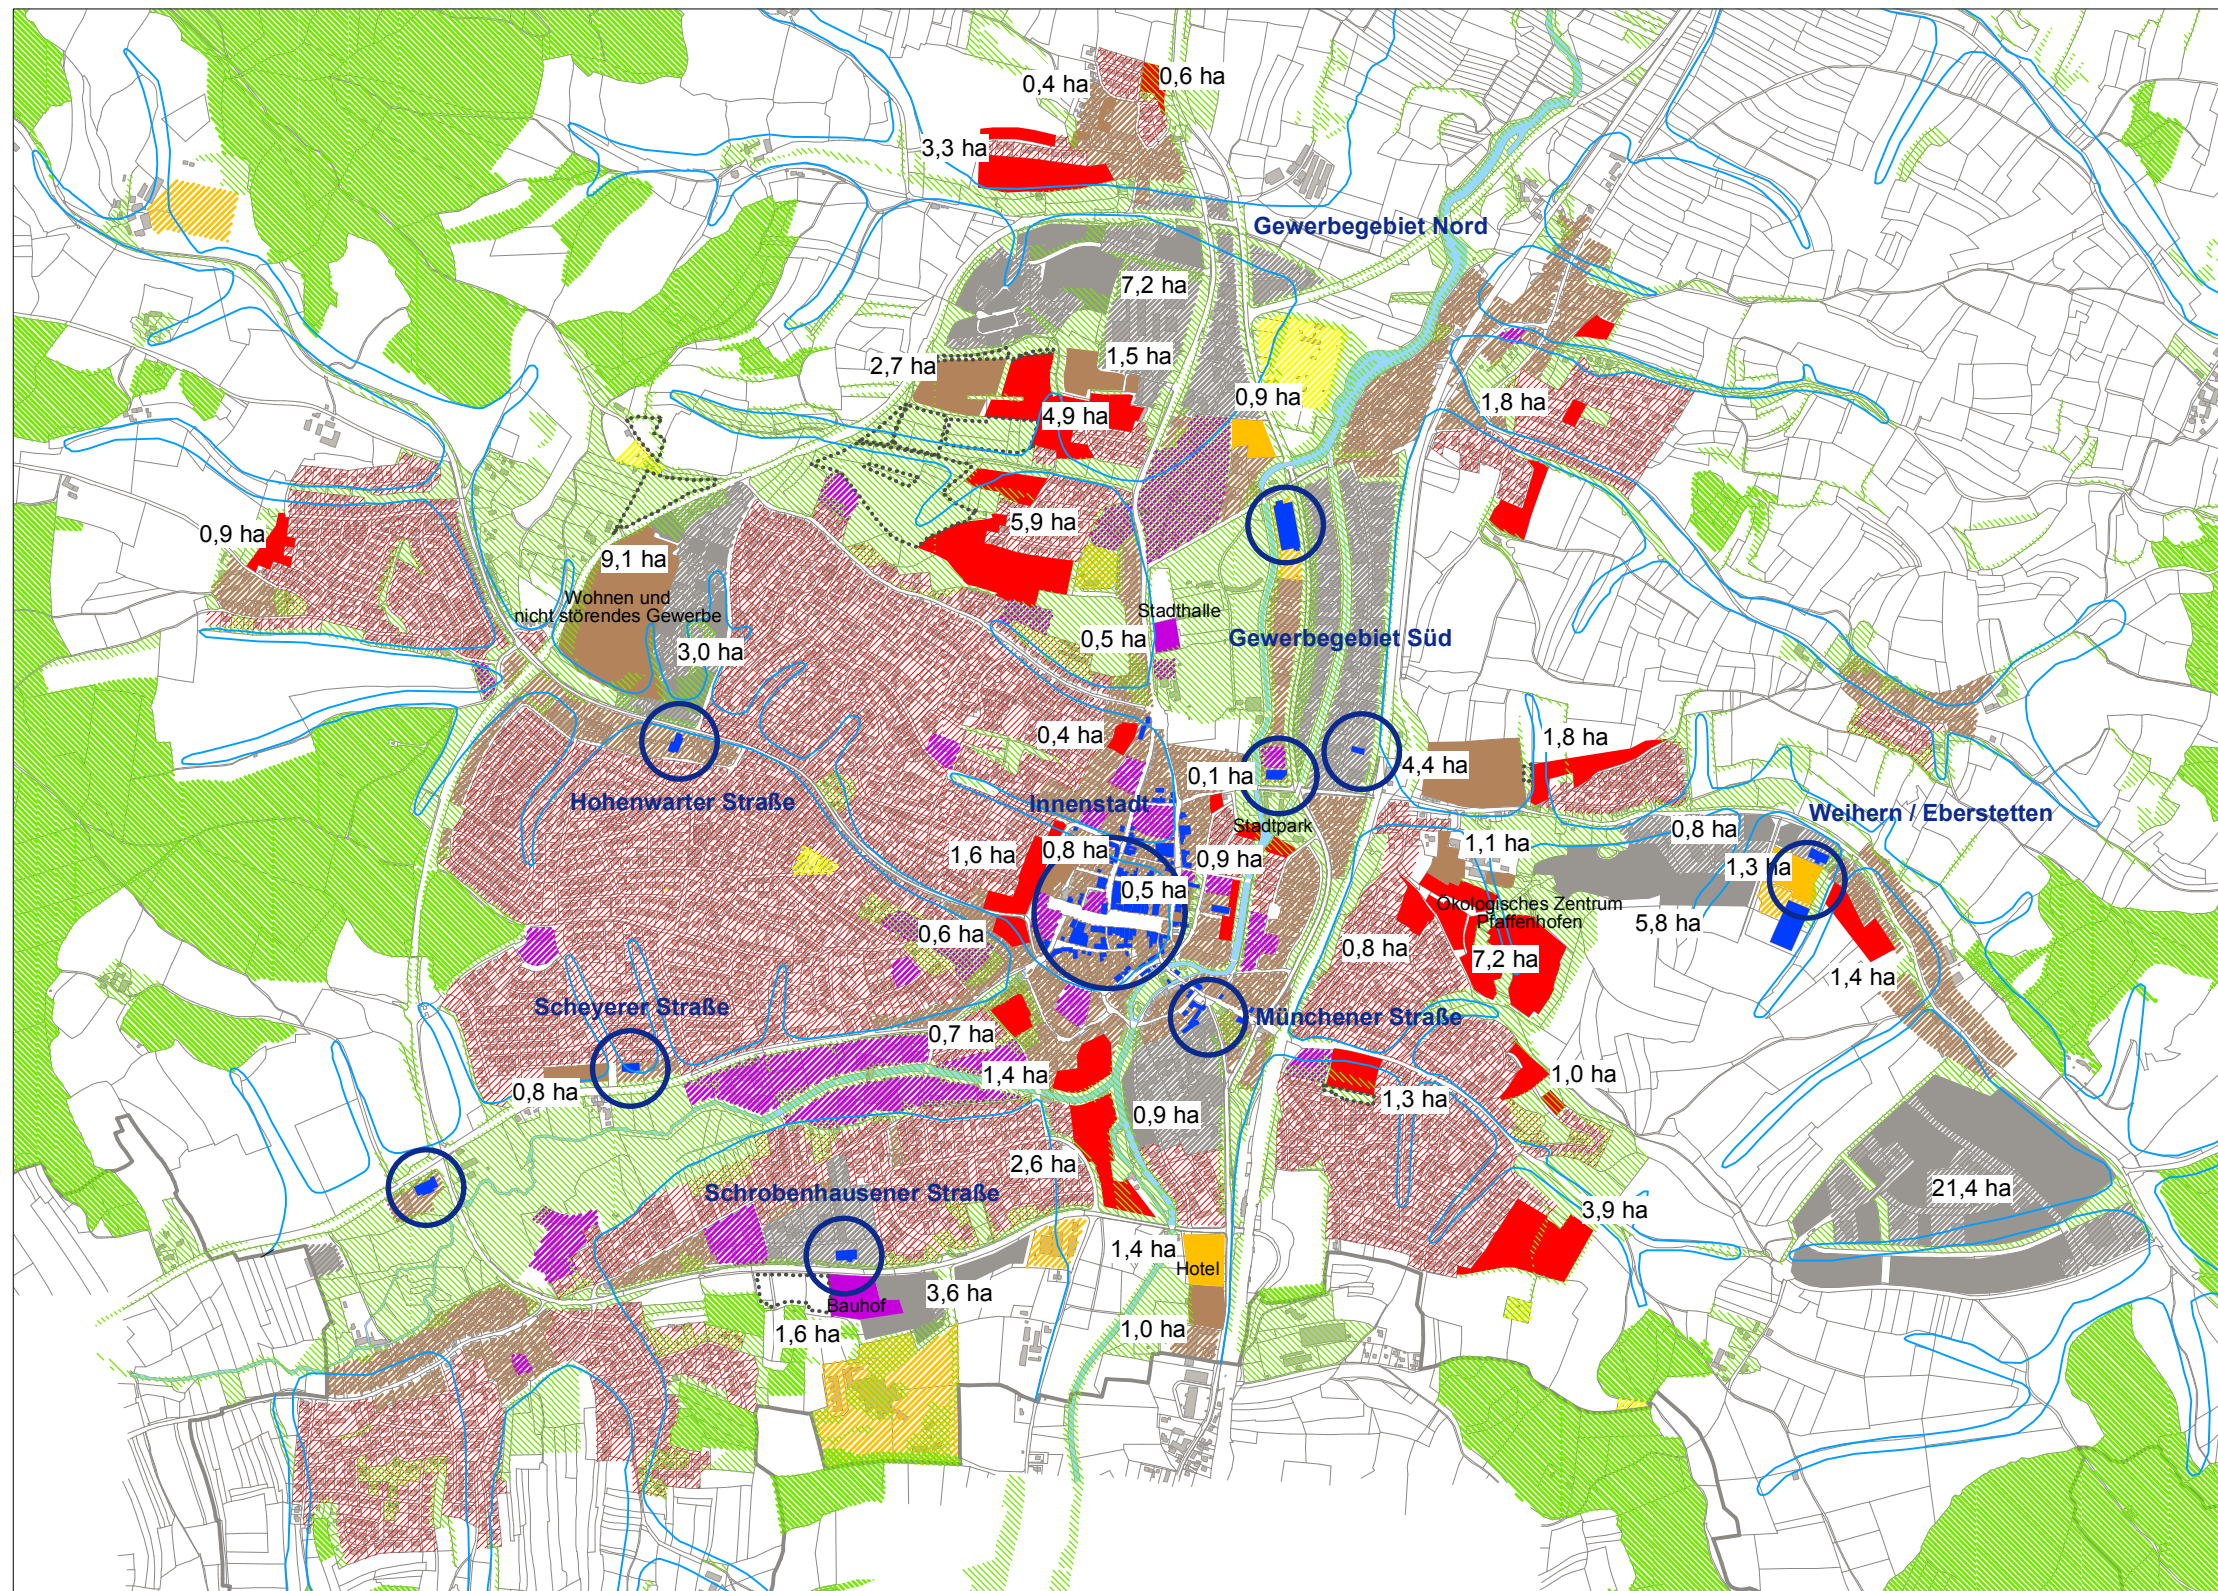 0,4 ha
0,6 ha
3,3 ha
Gewerbegebiet Nord
7,2 ha
2,7 ha
1,5 ha
0,9 ha
1,8 ha
4,9 ha
5,9 ha
0,9 ha
9,1 ha
Wohnen und
nicht störendes Gewerbe
Stadthalle
0,5 ha
Gewerbegebiet Süd
3,0 ha
0,4 ha
1,8 ha
4,4 ha
0,1 ha
Hohenwarter Straße
Innenstadt
Stadtpark
Weihern / Eberstetten
0,8 ha
1,6 ha
0,8 ha
0,9 ha
1,1 ha
1,3 ha
0,5 ha
Ökologisches Zentrum
Pfaffenhofen
5,8 ha
0,6 ha
0,8 ha
7,2 ha
1,4 ha
Scheyerer Straße
Münchener Straße
0,7 ha
1,4 ha
1,0 ha
0,8 ha
1,3 ha
0,9 ha
2,6 ha
Schrobenhausener Straße
21,4 ha
3,9 ha
1,4 ha
Hotel
3,6 ha
Bauhof
1,6 ha
1,0 ha